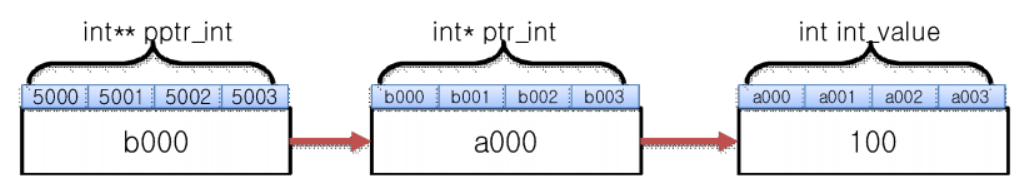 int** pptr_int int* ptr_int int int_value
5000 5001 5002 5003 b000 b001 b002 b003 a000 a001 a002 a003
b000 a000 100